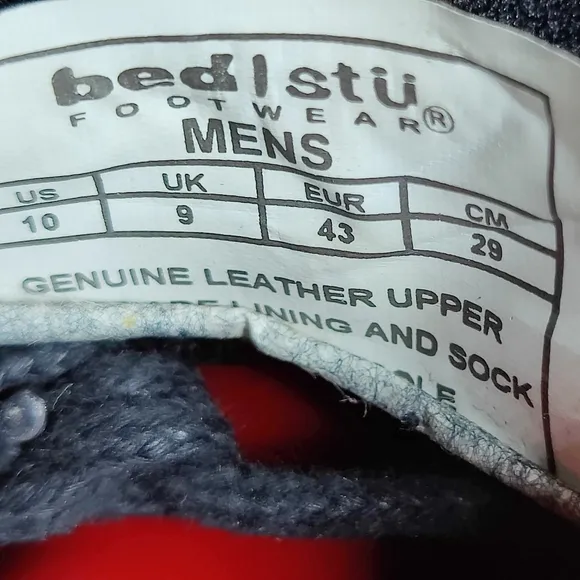 bed|stü
FOOTWEAR®
MENS
US UK EUR CM
10 9 43 29
GENUINE LEATHER UPPER
LINING AND SOCK